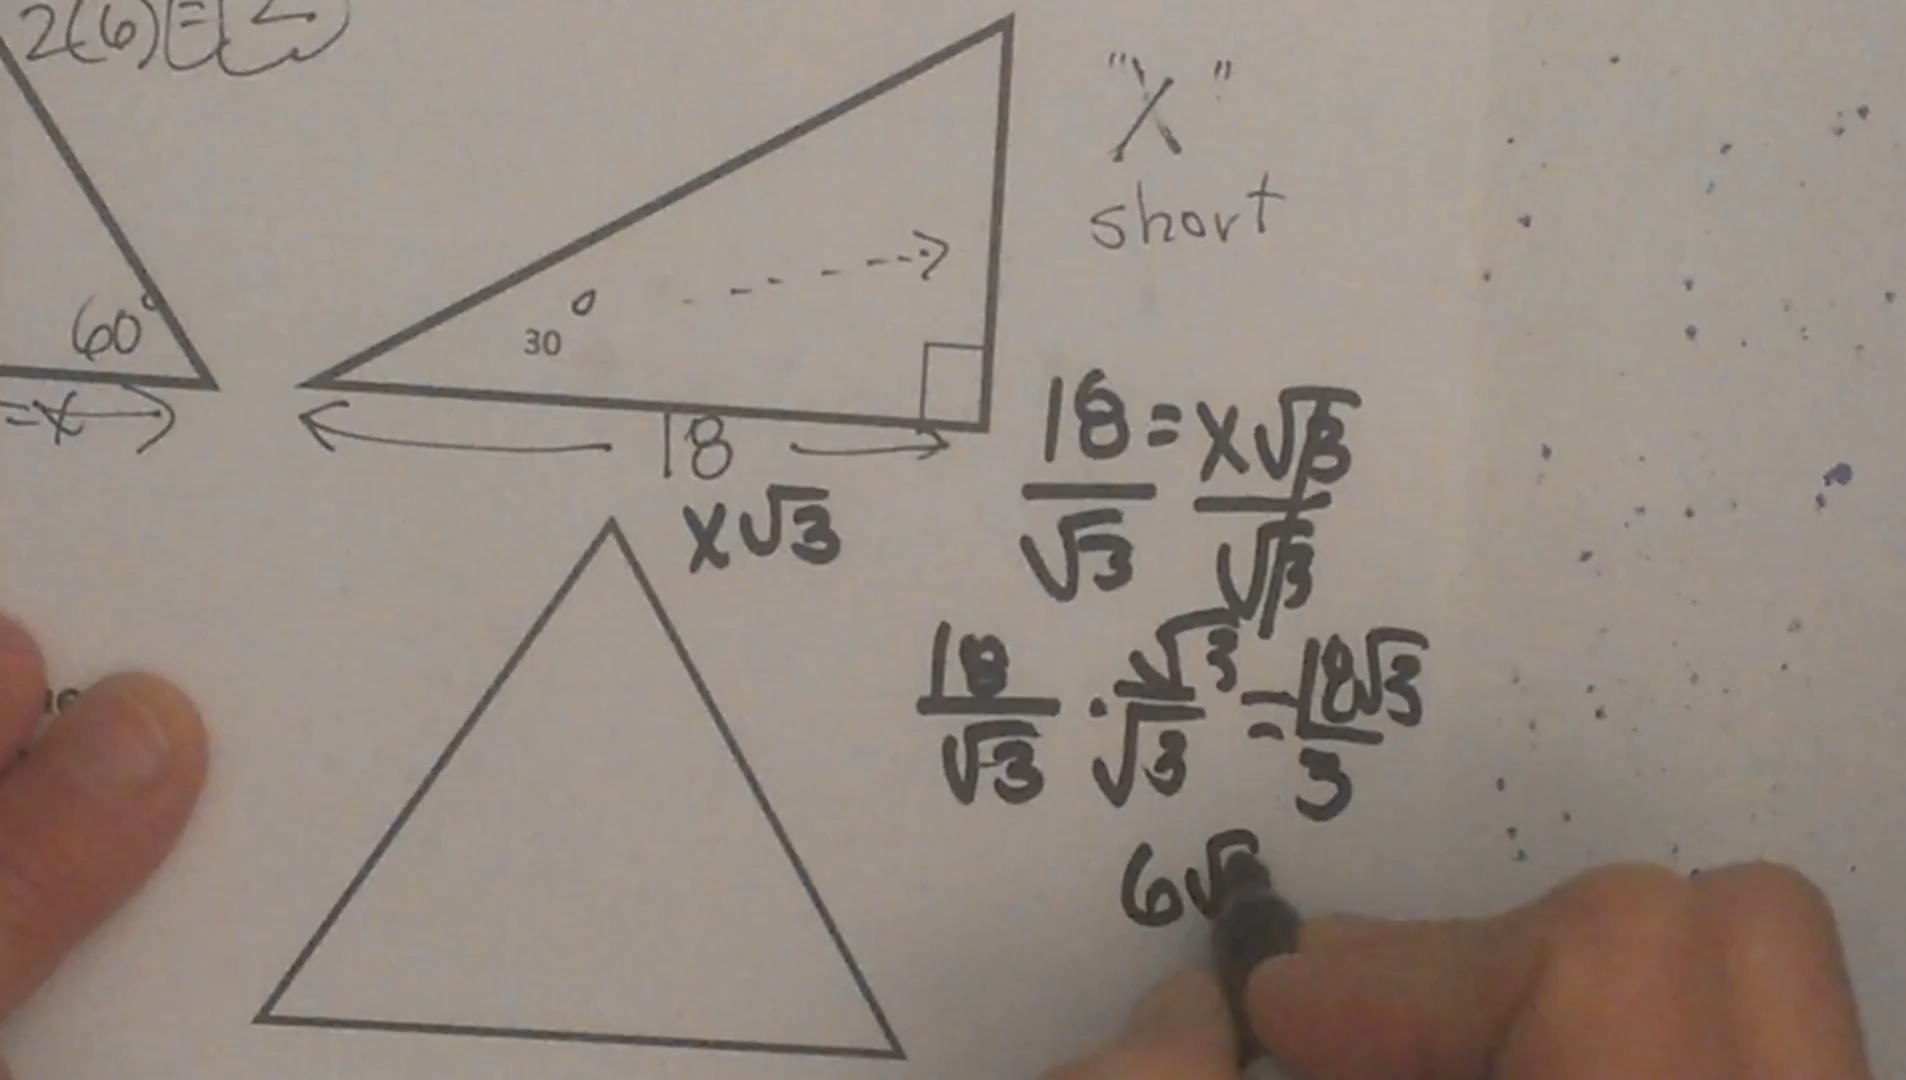 2(6)=
"X"
short
30°
60°
=x
18
x√3
18 = x√3
√3 √3
18/√3 · √3/√3 = 18√3/3
6√